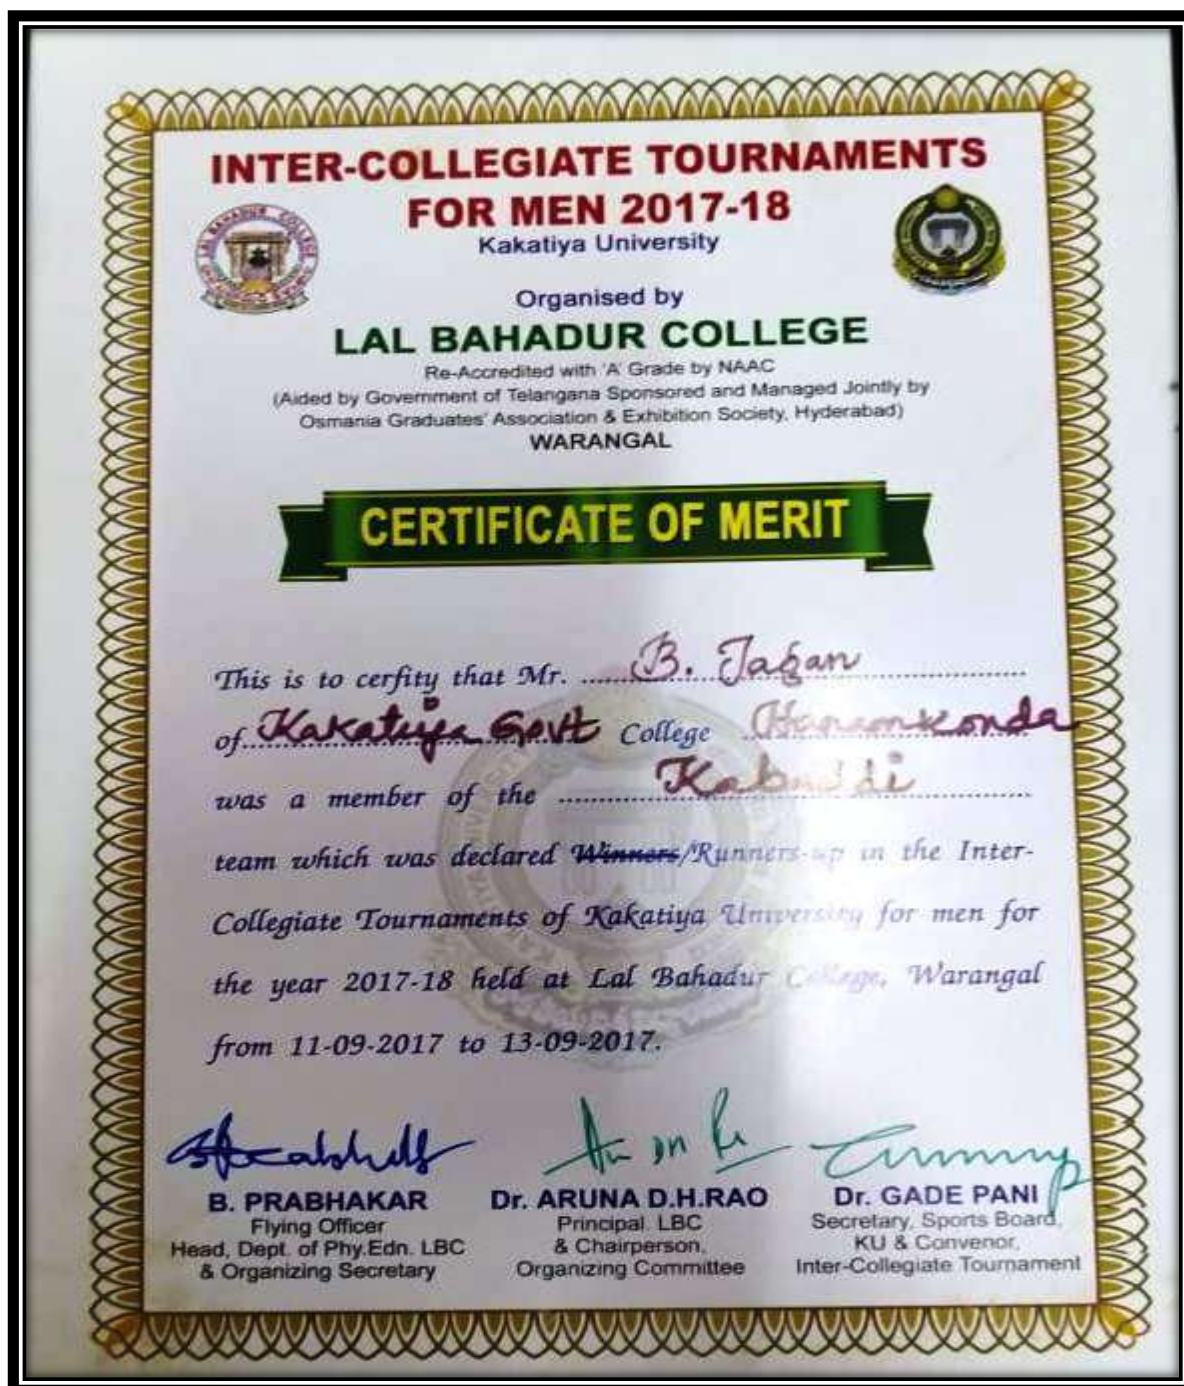 INTER-COLLEGIATE TOURNAMENTS
FOR MEN 2017-18
LAL BAHADUR COLLEGE
Kakatiya University
Organised by
LAL BAHADUR COLLEGE
Re-Accredited with 'A' Grade by NAAC
(Aided by Government of Telangana Sponsored and Managed Jointly by
Osmania Graduates' Association & Exhibition Society, Hyderabad)
WARANGAL
CERTIFICATE OF MERIT
This is to cerfity that Mr. B. Jagan
of Kakatiya Govt College Hanamkonda
was a member of the Kabaddi
team which was declared Winners/Runners-up in the Inter-
Collegiate Tournaments of Kakatiya University for men for
the year 2017-18 held at Lal Bahadur College, Warangal
from 11-09-2017 to 13-09-2017.
B. PRABHAKAR
Flying Officer
Head, Dept. of Phy.Edn. LBC
& Organizing Secretary
Dr. ARUNA D.H.RAO
Principal. LBC
& Chairperson,
Organizing Committee
Dr. GADE PANI
Secretary, Sports Board,
KU & Convenor,
Inter-Collegiate Tournament